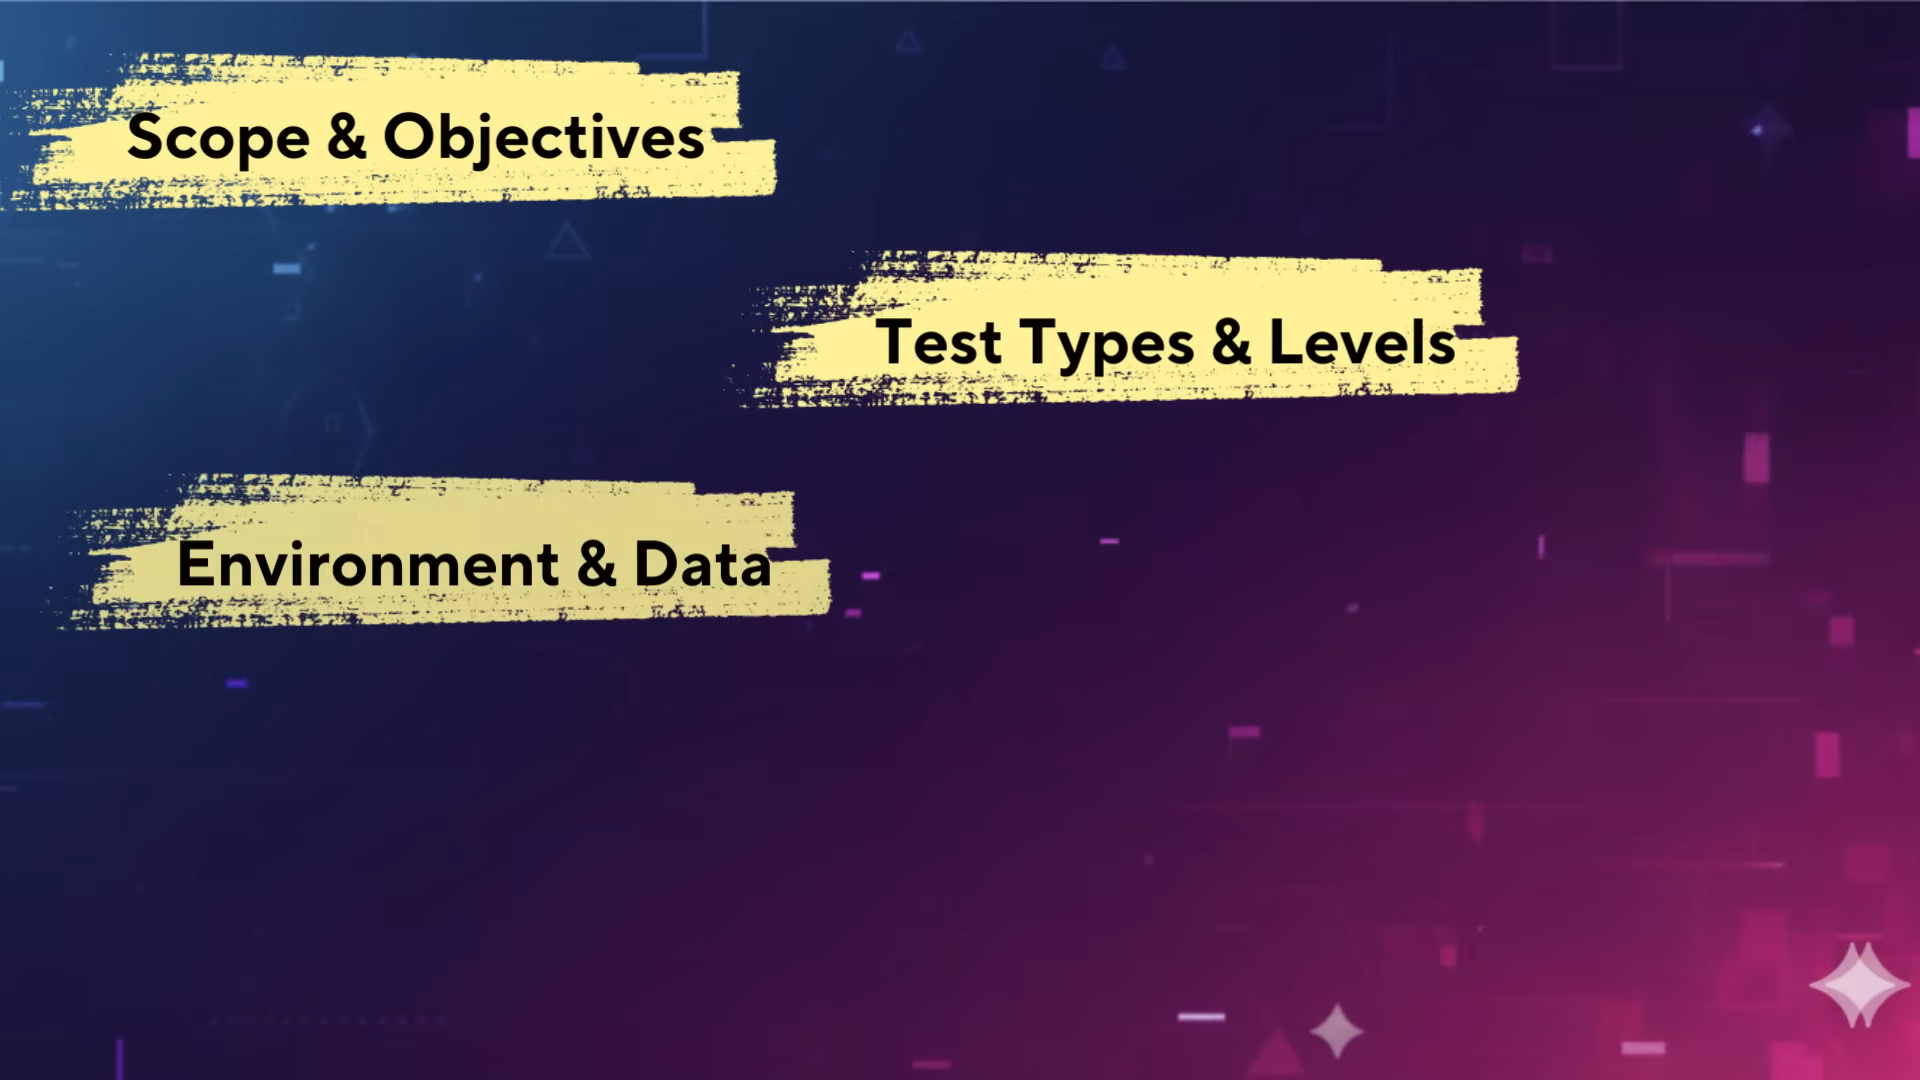 Scope & Objectives
Test Types & Levels
Environment & Data